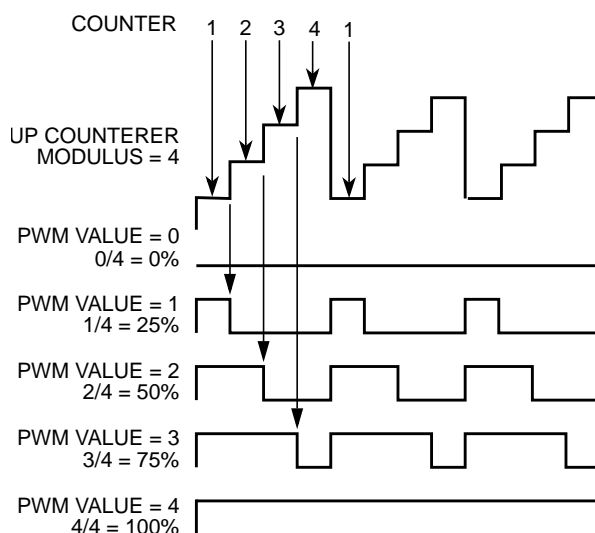 COUNTER 1 2 3 4 1
UP COUNTERER
MODULUS = 4
PWM VALUE = 0
0/4 = 0%
PWM VALUE = 1
1/4 = 25%
PWM VALUE = 2
2/4 = 50%
PWM VALUE = 3
3/4 = 75%
PWM VALUE = 4
4/4 = 100%